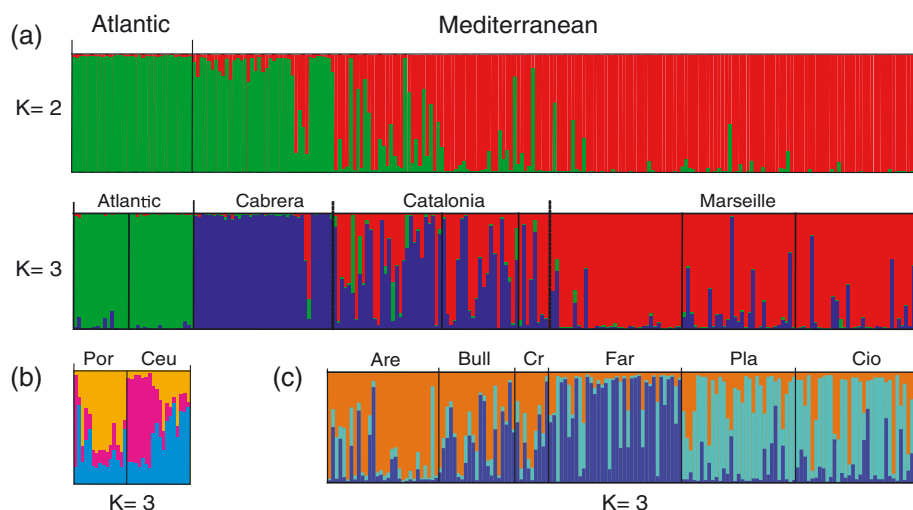 (a) Atlantic Mediterranean
K= 2
Atlantic Cabrera Catalonia Marseille
K= 3
(b) Por Ceu
K= 3
(c) Are Bull Cr Far Pla Cio
K= 3